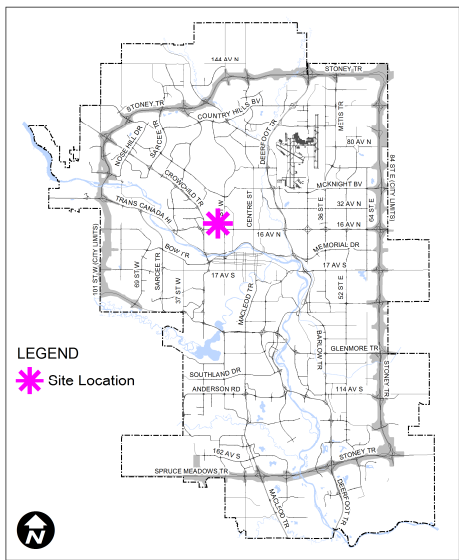 144 AV N
STONEY TR
STONEY TR
COUNTRY HILLS BV
METIS TR
DEERFOOT TR
SARCEE TR
NOSE HILL DR
80 AV N
84 ST E (CITY LIMITS)
CROWCHILD TR
MCKNIGHT BV
TRANS CANADA HI
W
CENTRE ST
36 ST E
32 AV N
64 ST E
16 AV N
16 AV N
101 ST W (CITY LIMITS)
BOW TR
MEMORIAL DR
69 ST W
SARCEE TR
37 ST W
17 AV S
17 AV S
52 ST E
MACLEOD TR
BARLOW TR
GLENMORE TR
LEGEND
Site Location
SOUTHLAND DR
ANDERSON RD
114 AV S
STONEY TR
162 AV S
STONEY TR
SPRUCE MEADOWS TR
MACLEOD TR
DEERFOOT TR
N